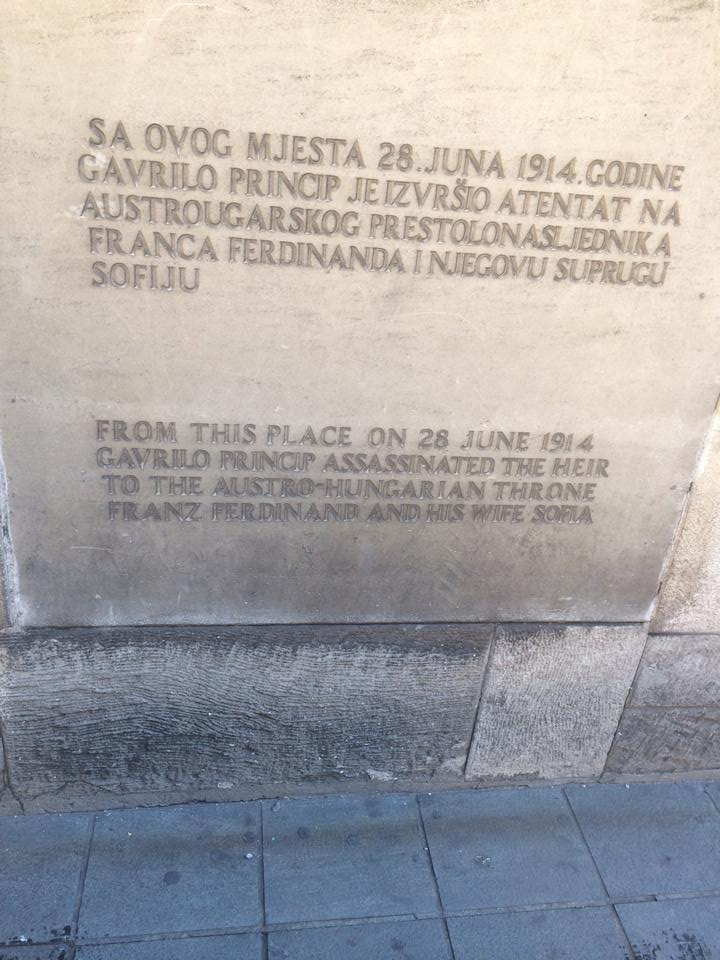 SA OVOG MJESTA 28. JUNA 1914. GODINE
GAVRILO PRINCIP JE IZVRŠIO ATENTAT NA
AUSTROUGARSKOG PRESTOLONASLJEDNIKA
FRANCA FERDINANDA I NJEGOVU SUPRUGU
SOFIJU
FROM THIS PLACE ON 28 JUNE 1914
GAVRILO PRINCIP ASSASSINATED THE HEIR
TO THE AUSTRO-HUNGARIAN THRONE
FRANZ FERDINAND AND HIS WIFE SOFIA